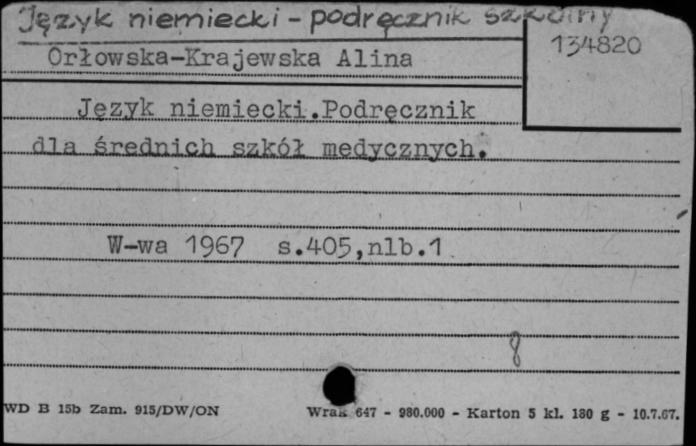 Język niemiecki - podręcznik szkolny
134820
Orłowska-Krajewska Alina
Język niemiecki.Podręcznik
dla średnich szkół medycznych.
W-wa 1967 s.405,nlb.1
8
WD B 15b Zam. 915/DW/ON
Wrak 647 - 980.000 - Karton 5 kl. 180 g - 10.7.67.